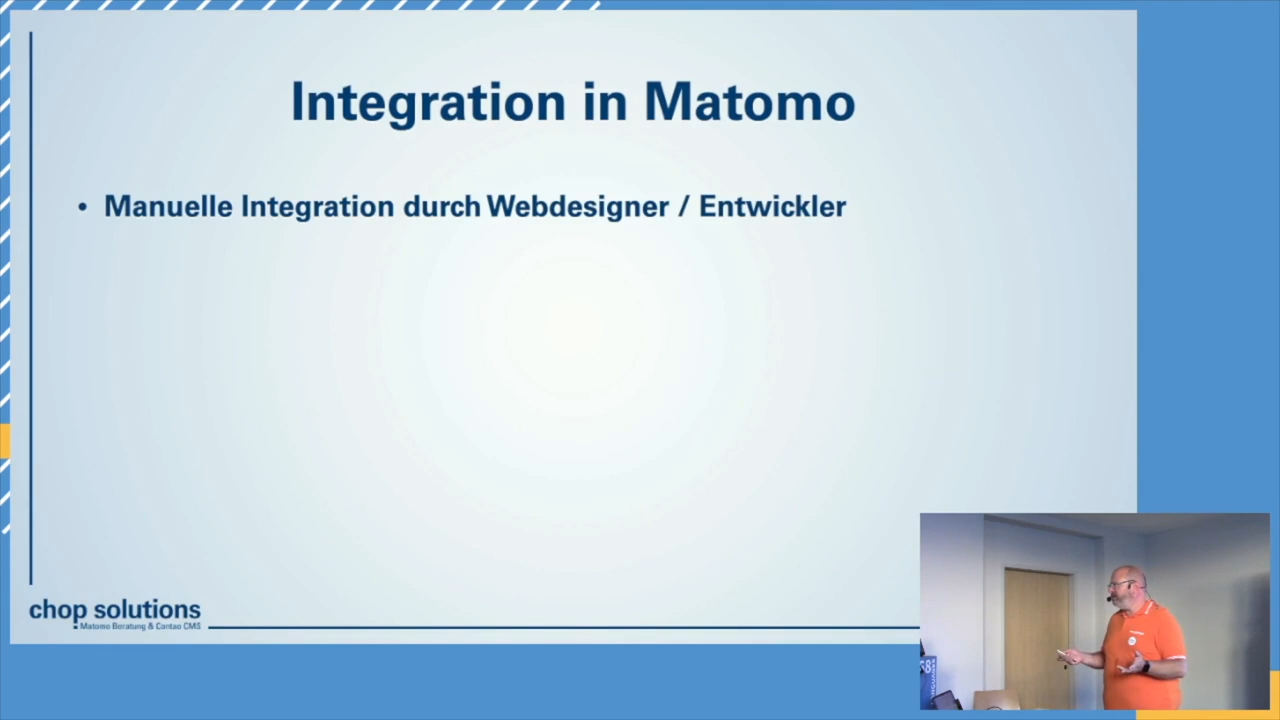 Integration in Matomo
• Manuelle Integration durch Webdesigner / Entwickler
chop solutions
Matomo Beratung & Contao CMS